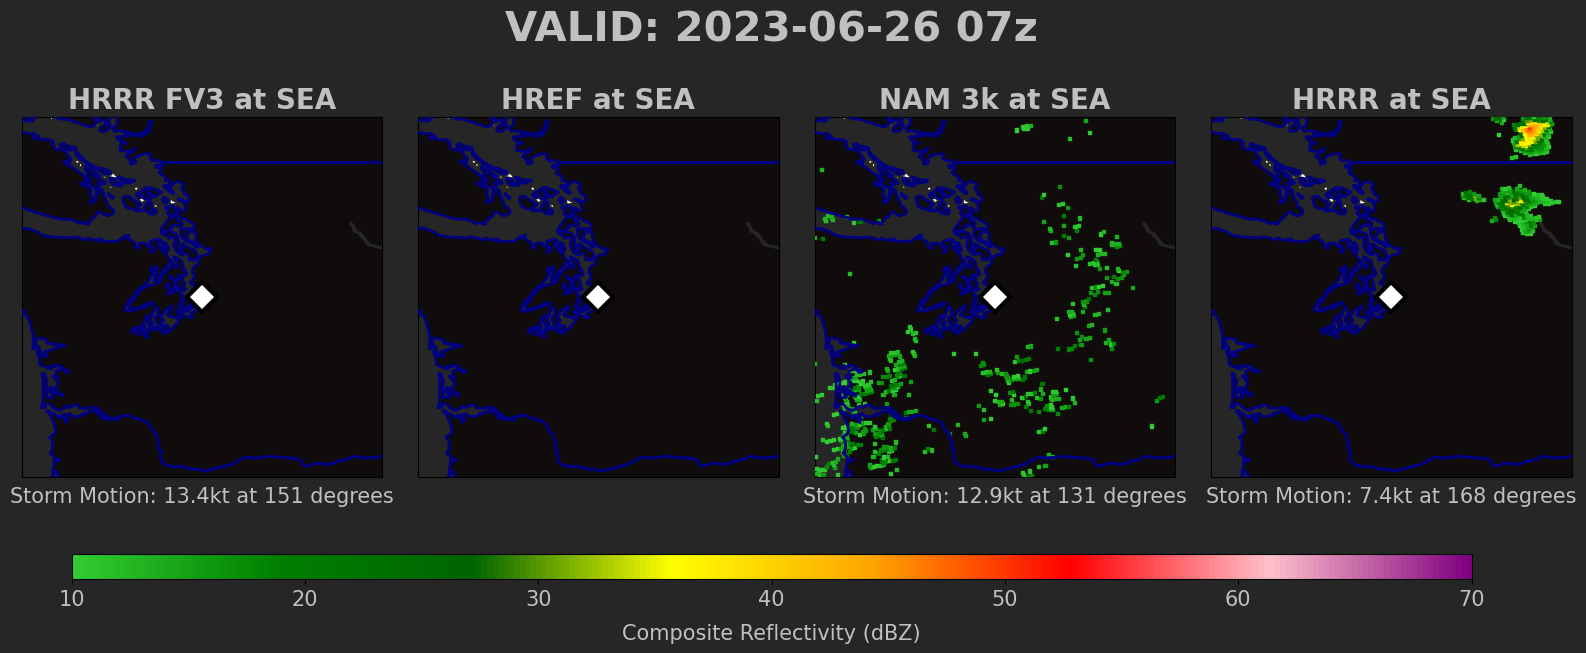 VALID: 2023-06-26 07z
HRRR FV3 at SEA
HREF at SEA
NAM 3k at SEA
HRRR at SEA
Storm Motion: 13.4kt at 151 degrees
Storm Motion: 12.9kt at 131 degrees
Storm Motion: 7.4kt at 168 degrees
10 20 30 40 50 60 70
Composite Reflectivity (dBZ)